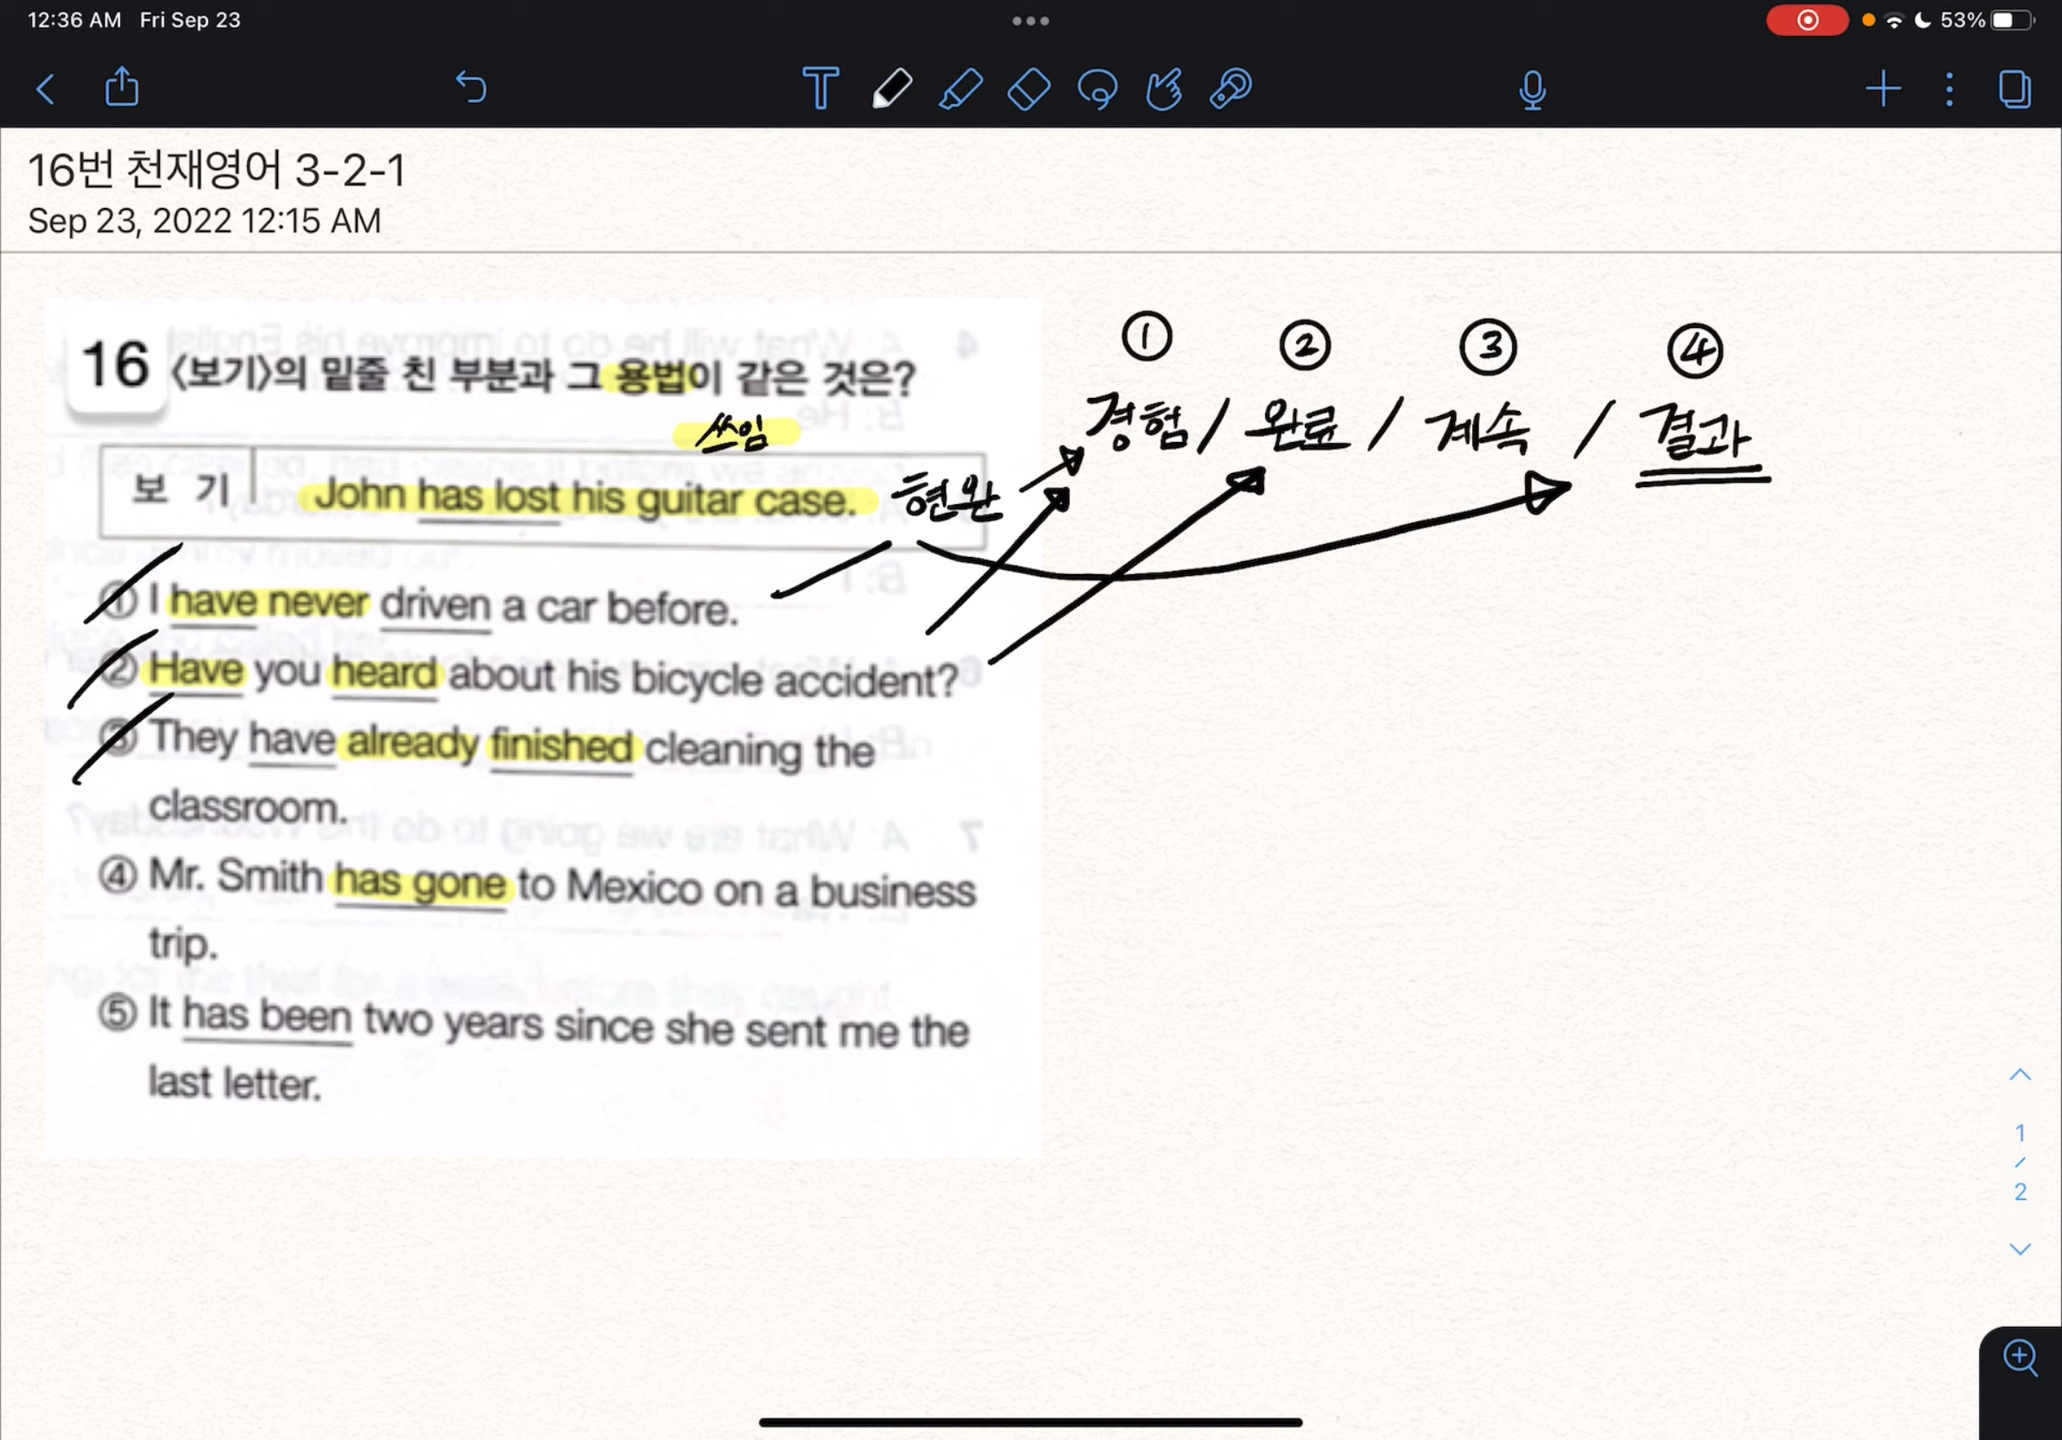 12:36 AM Fri Sep 23
53%
16번 천재영어 3-2-1
Sep 23, 2022 12:15 AM
① ② ③ ④
경험 / 완료 / 계속 / 결과
16 〈보기〉의 밑줄 친 부분과 그 용법이 같은 것은?
쓰임
보 기 John has lost his guitar case. 현완
① I have never driven a car before.
② Have you heard about his bicycle accident?
③ They have already finished cleaning the
classroom.
④ Mr. Smith has gone to Mexico on a business
trip.
⑤ It has been two years since she sent me the
last letter.
1
/
2